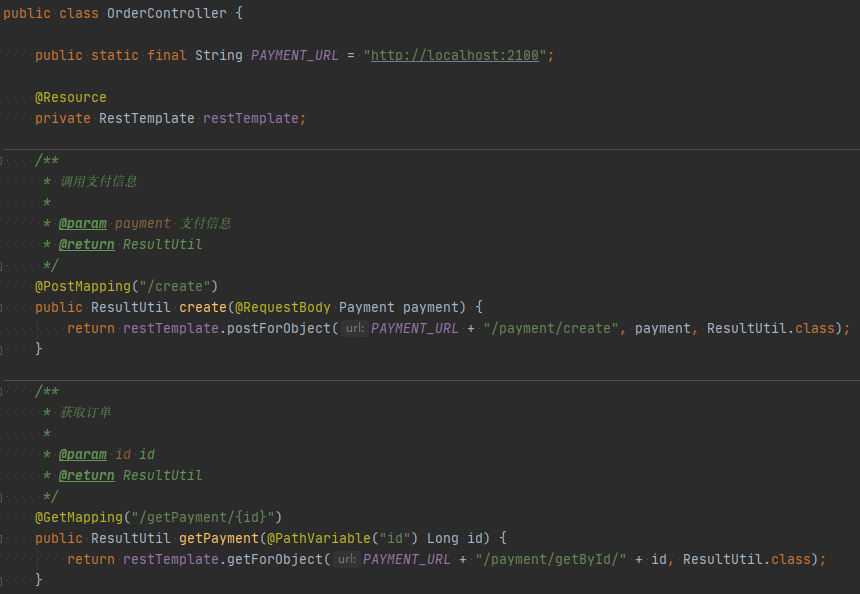 public class OrderController {
public static final String PAYMENT_URL = "http://localhost:2100";
@Resource
private RestTemplate restTemplate;
/**
* 调用支付信息
*
* @param payment 支付信息
* @return ResultUtil
*/
@PostMapping("/create")
public ResultUtil create(@RequestBody Payment payment) {
return restTemplate.postForObject( url: PAYMENT_URL + "/payment/create", payment, ResultUtil.class);
}
/**
* 获取订单
*
* @param id id
* @return ResultUtil
*/
@GetMapping("/getPayment/{id}")
public ResultUtil getPayment(@PathVariable("id") Long id) {
return restTemplate.getForObject( url: PAYMENT_URL + "/payment/getById/" + id, ResultUtil.class);
}